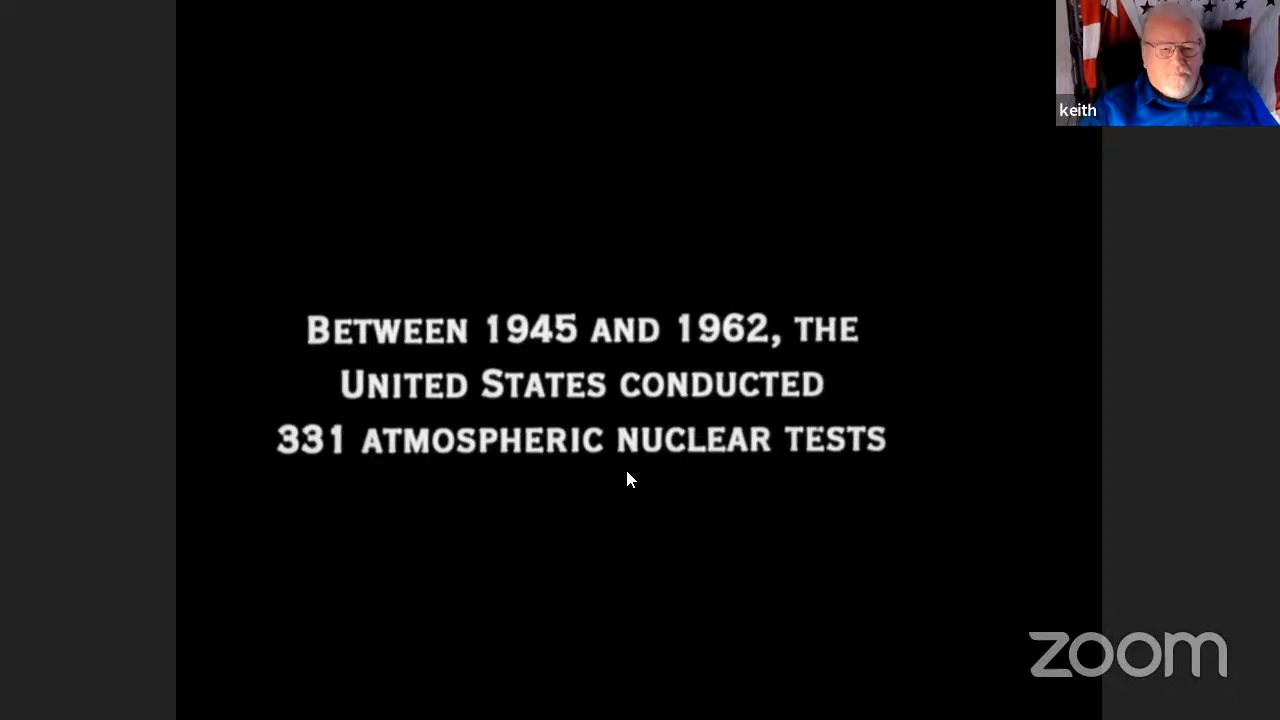 keith
Between 1945 and 1962, the
United States conducted
331 atmospheric nuclear tests
zoom